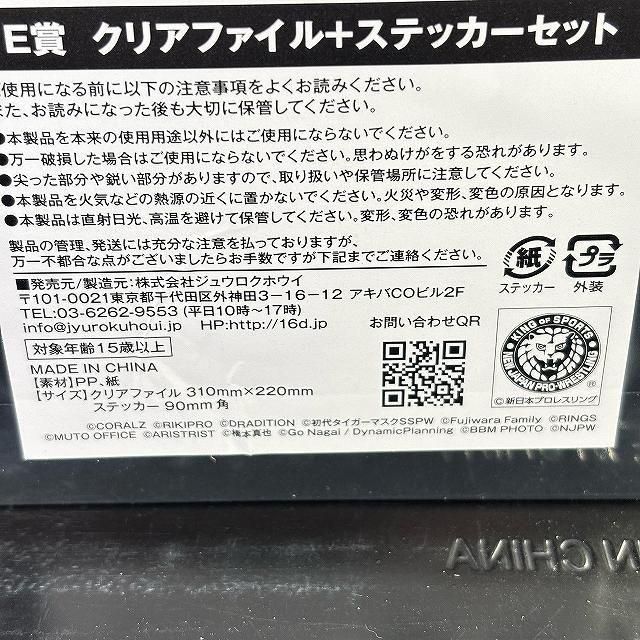 E賞 クリアファイル+ステッカーセット
使用になる前に以下の注意事項をよくお読みください。
また、お読みになった後も大切に保管してください。
●本製品を本来の使用用途以外にはご使用にならないでください。
●万一破損した場合はご使用にならないでください。思わぬけがをする恐れがあります。
●尖った部分や鋭い部分がありますので、取り扱いや保管場所に注意してください。
●本製品を火気などの熱源の近くに置かないでください。火災や変形、変色の原因となります。
●本製品は直射日光、高温を避けて保管してください。変形、変色の恐れがあります。
製品の管理、発送には充分な注意を払っておりますが、
万一不都合な点がございましたらお手数ですが下記までご連絡ください。
紙
ステッカー
プラ
外装
■発売元/製造元:株式会社ジュウロクホウイ
〒101-0021東京都千代田区外神田3-16-12 アキバCOビル2F
TEL:03-6262-9553 (平日10時〜17時)
info@jyurokuhoui.jp HP:http://16d.jp
お問い合わせQR
対象年齢15歳以上
MADE IN CHINA
【素材】PP、紙
【サイズ】クリアファイル 310mm×220mm
ステッカー 90mm角
KING OF SPORTS
NEW JAPAN PRO-WRESTLING
©新日本プロレスリング
©CORALZ ©RIKIPRO ©DRADITION ©初代タイガーマスクSSPW ©Fujiwara Family ©RINGS
©MUTO OFFICE ©ARISTRIST ©橋本真也 ©Go Nagai / DynamicPlanning ©BBM PHOTO ©NJPW
IN CHINA